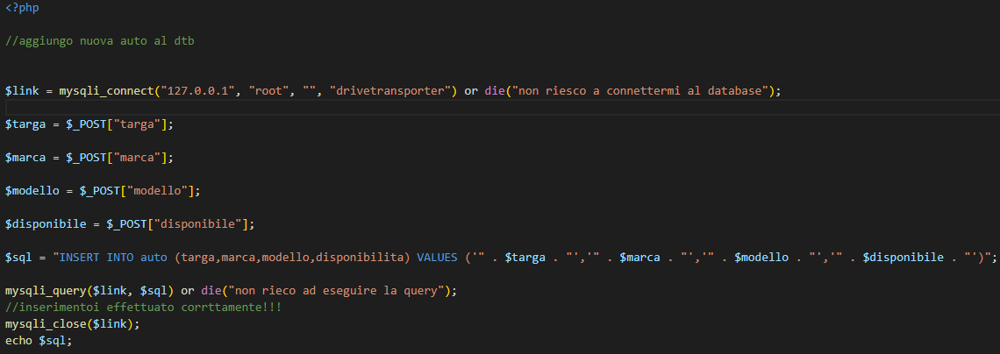 <?php
//aggiungo nuova auto al dtb
$link = mysqli_connect("127.0.0.1", "root", "", "drivetransporter") or die("non riesco a connettermi al database");
$targa = $_POST["targa"];
$marca = $_POST["marca"];
$modello = $_POST["modello"];
$disponibile = $_POST["disponibile"];
$sql = "INSERT INTO auto (targa,marca,modello,disponibilita) VALUES ('" . $targa . "','" . $marca . "','" . $modello . "','" . $disponibile . "')";
mysqli_query($link, $sql) or die("non rieco ad eseguire la query");
//inserimentoi effettuato corrttamente!!!
mysqli_close($link);
echo $sql;